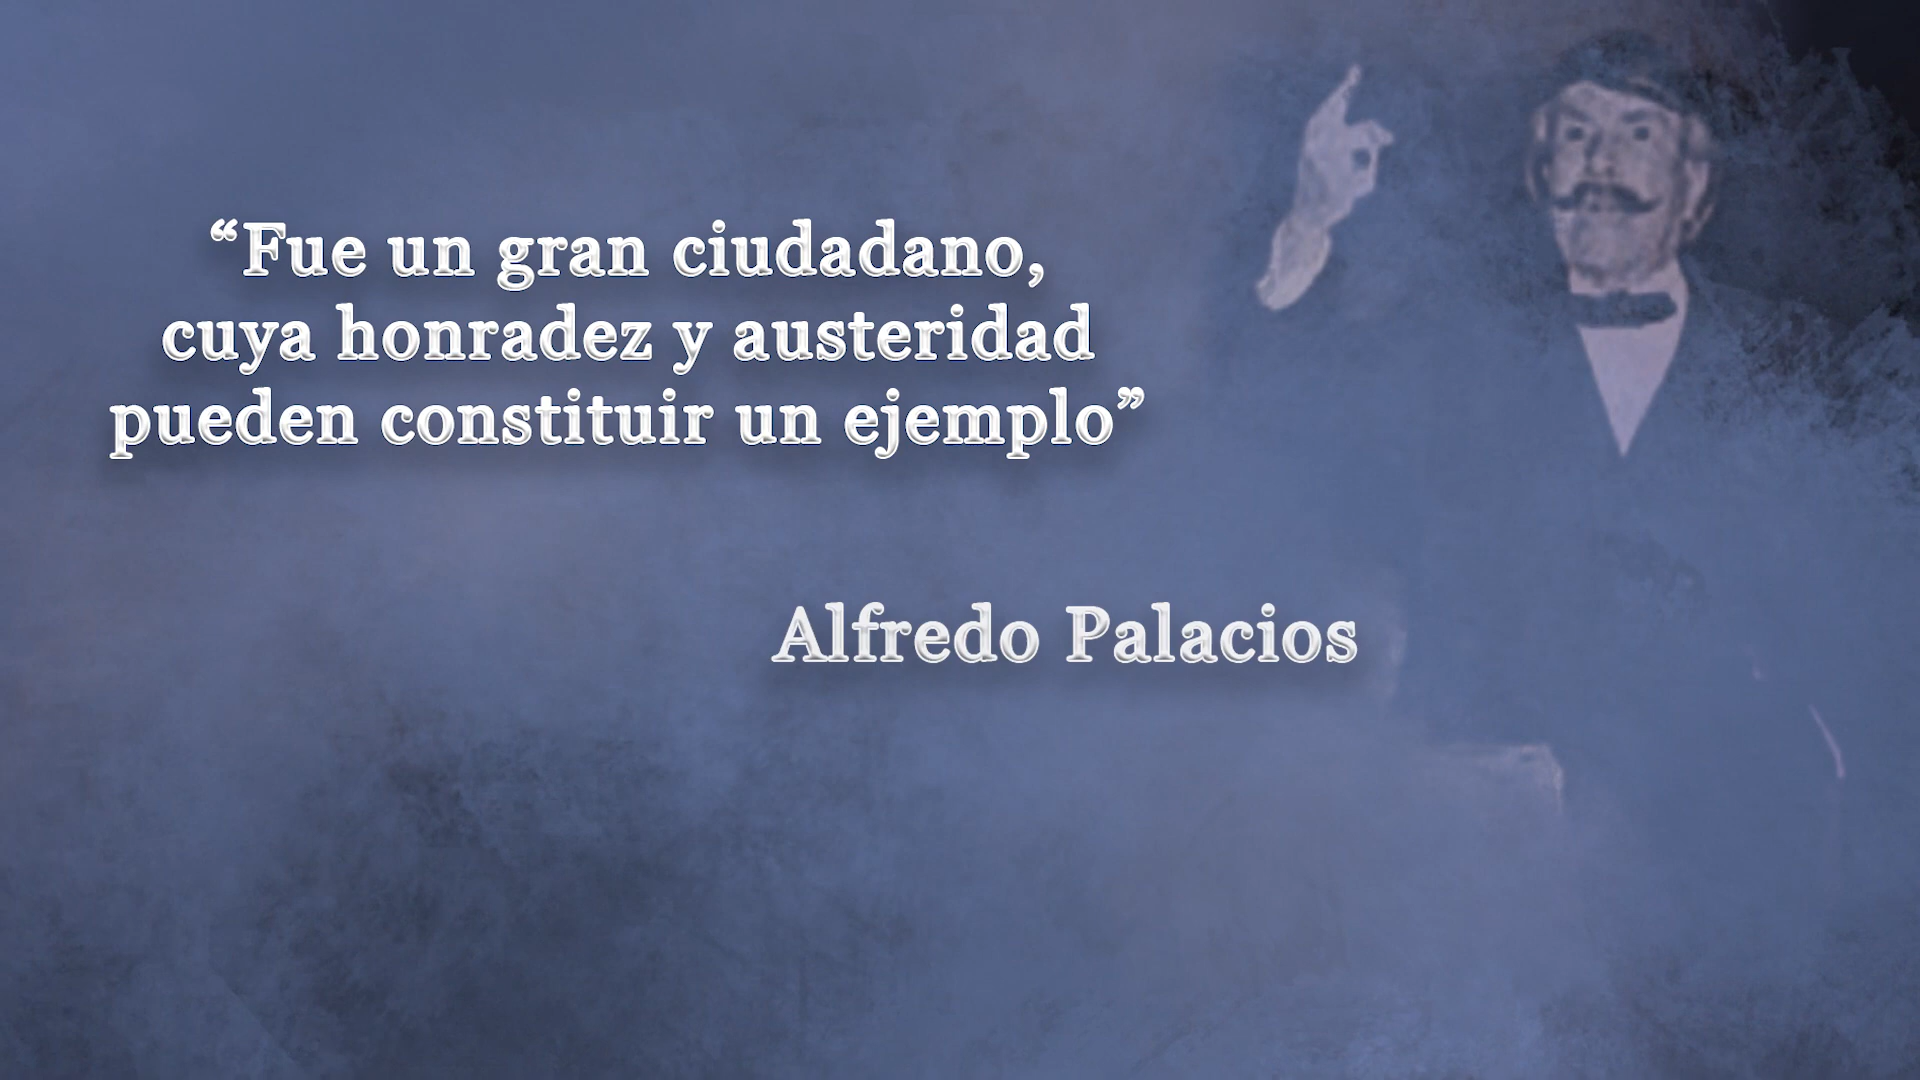 “Fue un gran ciudadano,
cuya honradez y austeridad
pueden constituir un ejemplo”
Alfredo Palacios